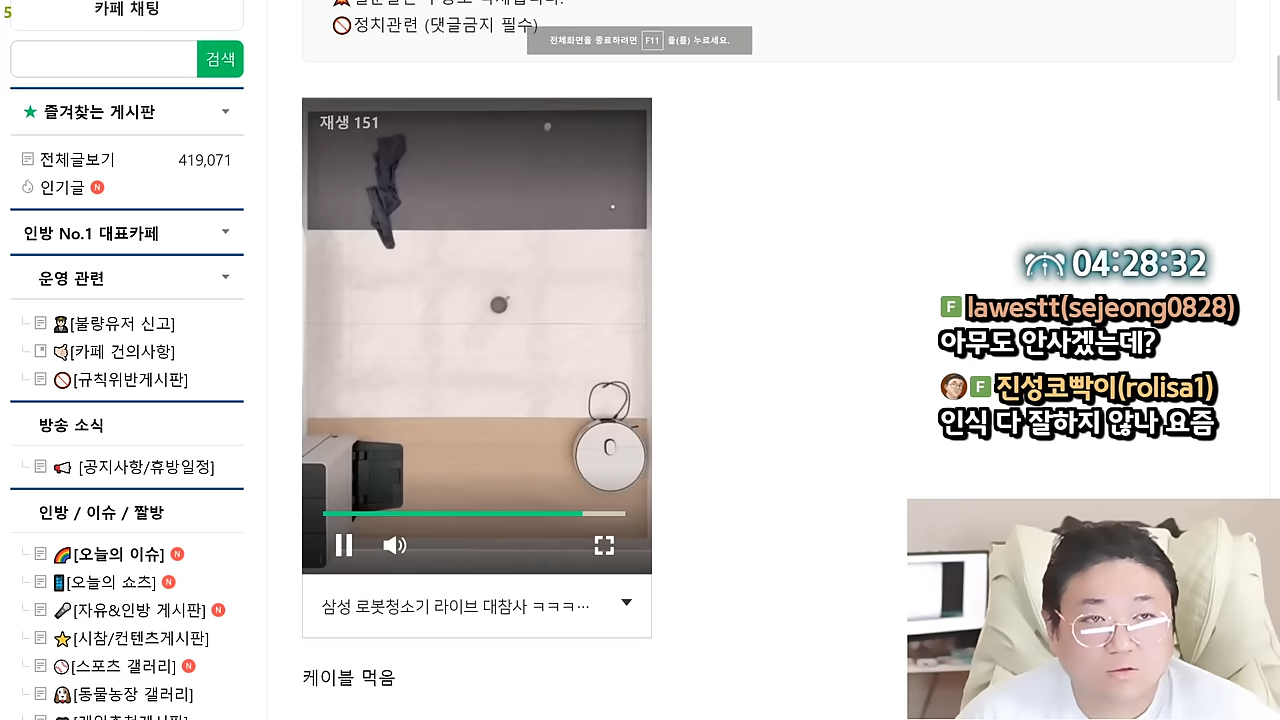 5
카페 채팅
검색
★ 즐겨찾는 게시판
전체글보기 419,071
인기글 N
인방 No.1 대표카페
운영 관련
[불량유저 신고]
[카페 건의사항]
[규칙위반게시판]
방송 소식
[공지사항/휴방일정]
인방 / 이슈 / 짤방
[오늘의 이슈] N
[오늘의 쇼츠] N
[자유&인방 게시판] N
[시참/컨텐츠게시판]
[스포츠 갤러리] N
[동물농장 갤러리]
정치관련 (댓글금지 필수)
전체화면을 종료하려면 F11 을(를) 누르세요.
재생 151
삼성 로봇청소기 라이브 대참사 ㅋㅋㅋ…
케이블 먹음
04:28:32
F lawestt(sejeong0828)
아무도 안사겠는데?
F 진성코빡이(rolisa1)
인식 다 잘하지 않나 요즘